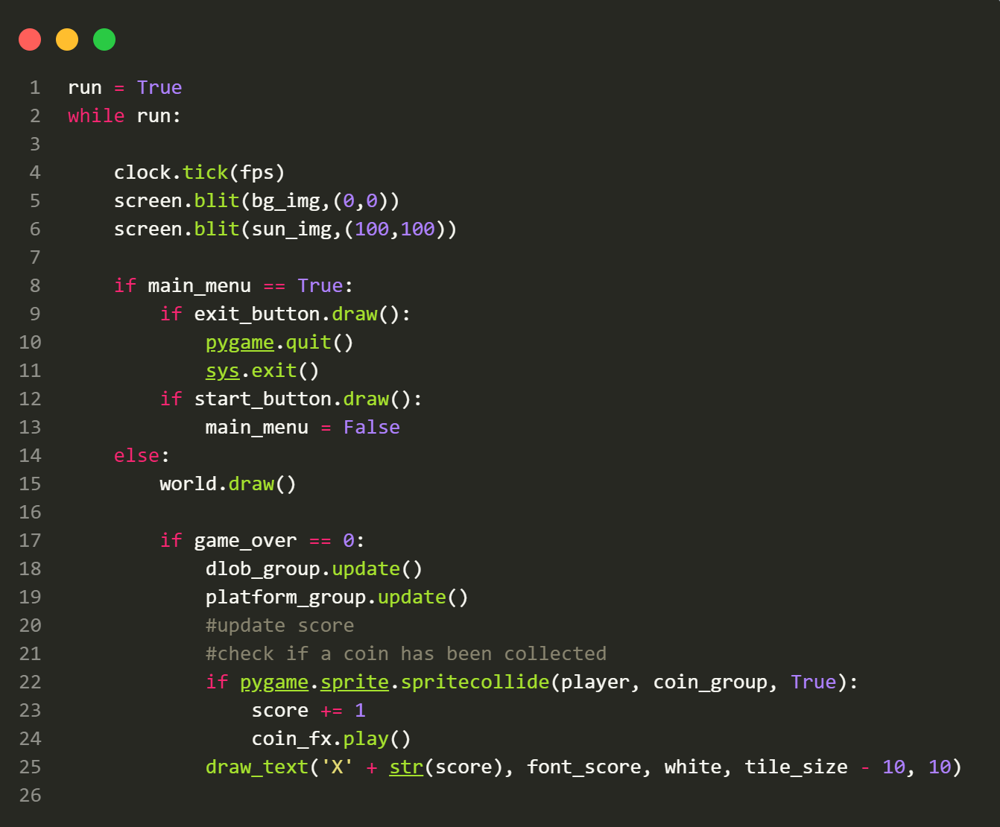 1 run = True
2 while run:
3
4     clock.tick(fps)
5     screen.blit(bg_img,(0,0))
6     screen.blit(sun_img,(100,100))
7
8     if main_menu == True:
9         if exit_button.draw():
10             pygame.quit()
11             sys.exit()
12         if start_button.draw():
13             main_menu = False
14     else:
15         world.draw()
16
17         if game_over == 0:
18             dlob_group.update()
19             platform_group.update()
20             #update score
21             #check if a coin has been collected
22             if pygame.sprite.spritecollide(player, coin_group, True):
23                 score += 1
24                 coin_fx.play()
25             draw_text('X' + str(score), font_score, white, tile_size - 10, 10)
26